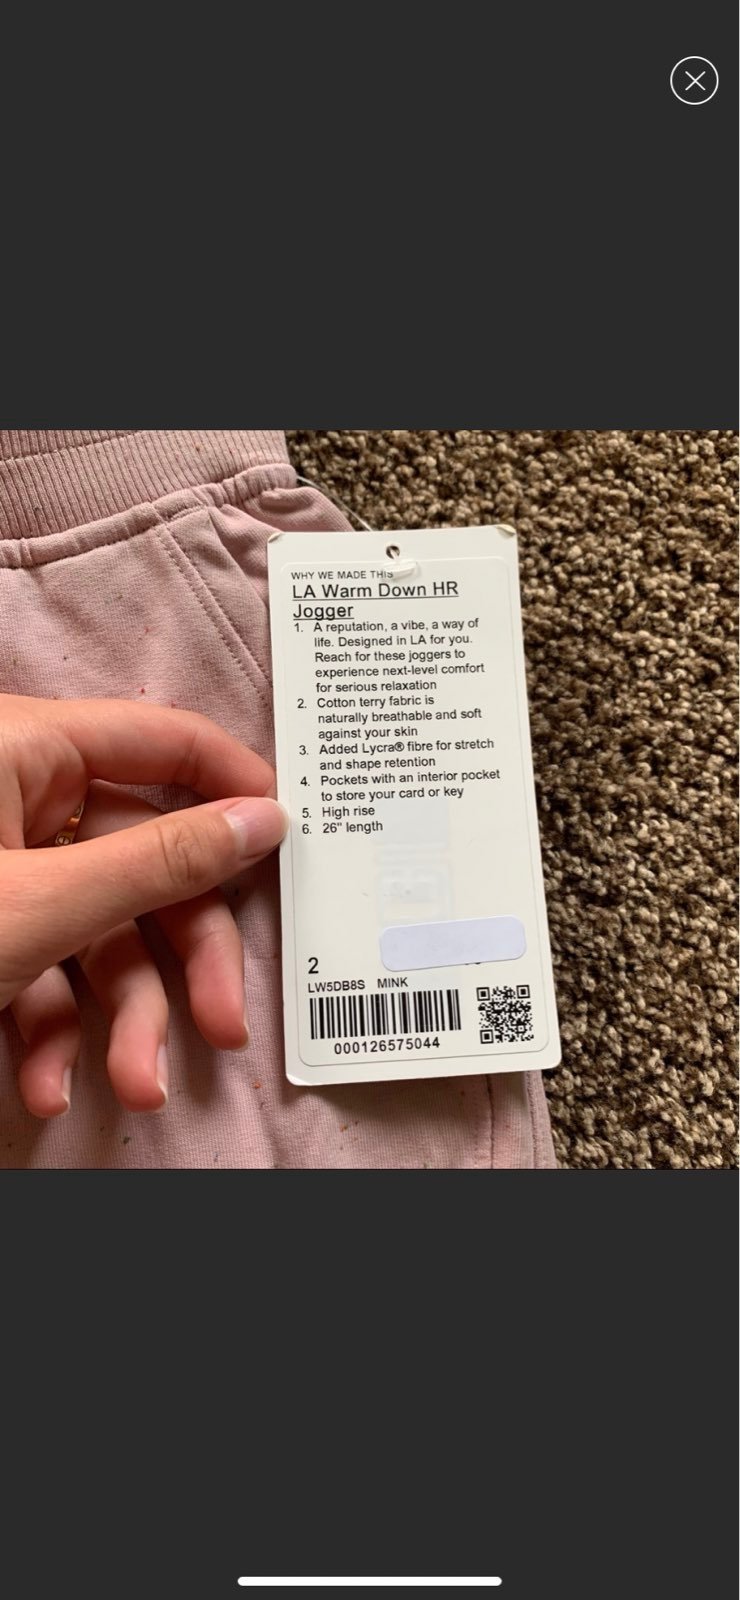 WHY WE MADE THIS
LA Warm Down HR
Jogger
1. A reputation, a vibe, a way of
life. Designed in LA for you.
Reach for these joggers to
experience next-level comfort
for serious relaxation
2. Cotton terry fabric is
naturally breathable and soft
against your skin
3. Added Lycra® fibre for stretch
and shape retention
4. Pockets with an interior pocket
to store your card or key
5. High rise
6. 26" length
2
LW5DB8S MINK
000126575044